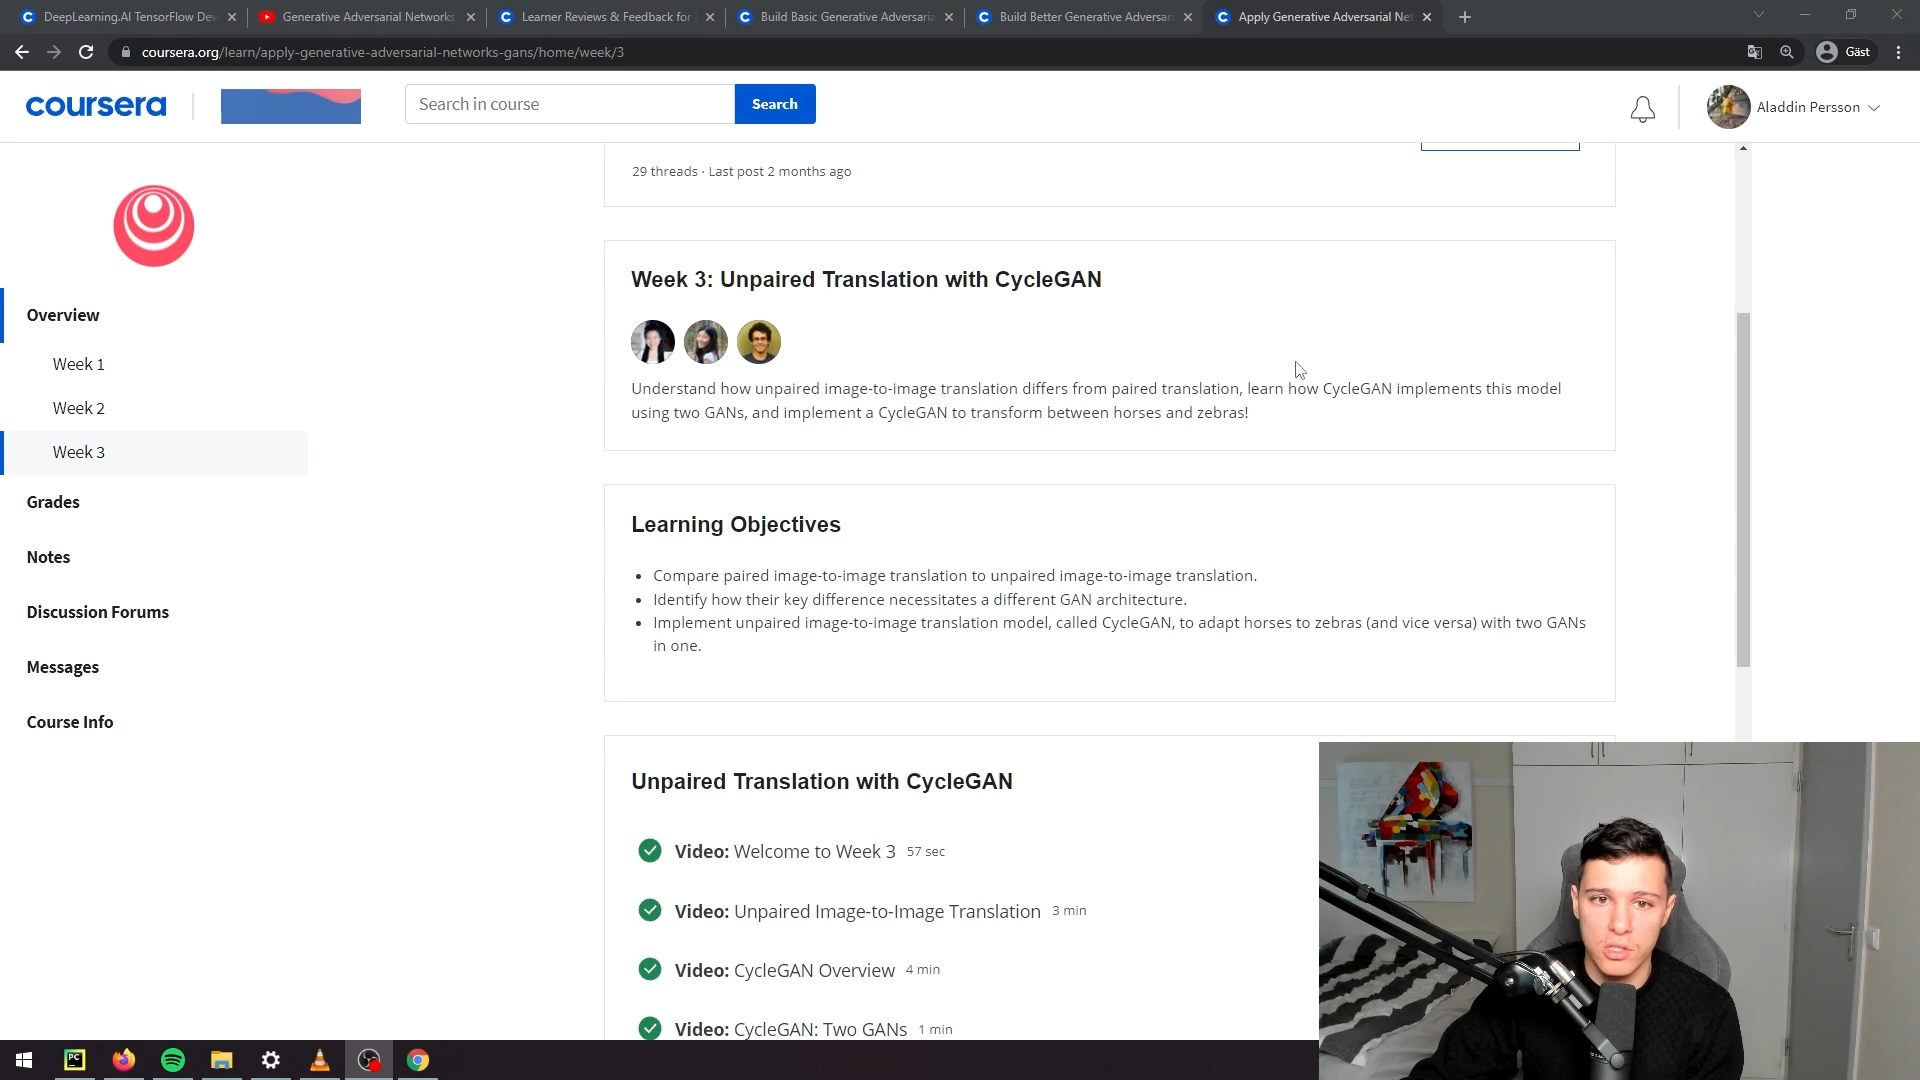 DeepLearning.AI TensorFlow Dev
Generative Adversarial Networks
Learner Reviews & Feedback for
Build Basic Generative Adversaria
Build Better Generative Adversari
Apply Generative Adversarial Net
coursera.org/learn/apply-generative-adversarial-networks-gans/home/week/3
Gäst
coursera
Search in course
Search
Aladdin Persson
29 threads · Last post 2 months ago
Overview
Week 1
Week 2
Week 3
Grades
Notes
Discussion Forums
Messages
Course Info
Week 3: Unpaired Translation with CycleGAN
Understand how unpaired image-to-image translation differs from paired translation, learn how CycleGAN implements this model
using two GANs, and implement a CycleGAN to transform between horses and zebras!
Learning Objectives
• Compare paired image-to-image translation to unpaired image-to-image translation.
• Identify how their key difference necessitates a different GAN architecture.
• Implement unpaired image-to-image translation model, called CycleGAN, to adapt horses to zebras (and vice versa) with two GANs
in one.
Unpaired Translation with CycleGAN
Video: Welcome to Week 3 57 sec
Video: Unpaired Image-to-Image Translation 3 min
Video: CycleGAN Overview 4 min
Video: CycleGAN: Two GANs 1 min
PC